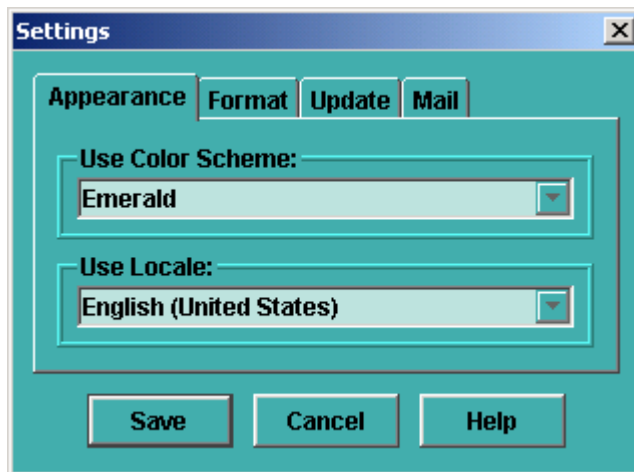 Settings
Appearance Format Update Mail
Use Color Scheme:
Emerald
Use Locale:
English (United States)
Save Cancel Help